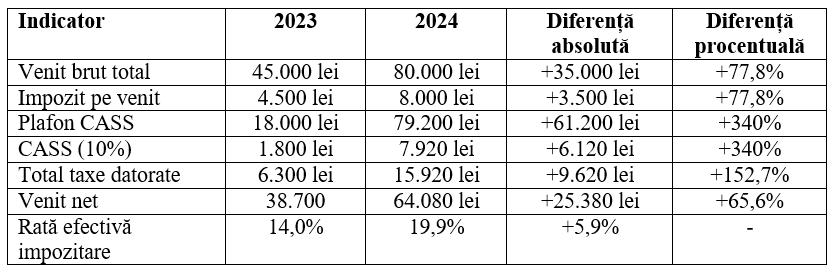 Indicator 2023 2024 Diferență absolută Diferență procentuală
Venit brut total 45.000 lei 80.000 lei +35.000 lei +77,8%
Impozit pe venit 4.500 lei 8.000 lei +3.500 lei +77,8%
Plafon CASS 18.000 lei 79.200 lei +61.200 lei +340%
CASS (10%) 1.800 lei 7.920 lei +6.120 lei +340%
Total taxe datorate 6.300 lei 15.920 lei +9.620 lei +152,7%
Venit net 38.700 64.080 lei +25.380 lei +65,6%
Rată efectivă impozitare 14,0% 19,9% +5,9% -